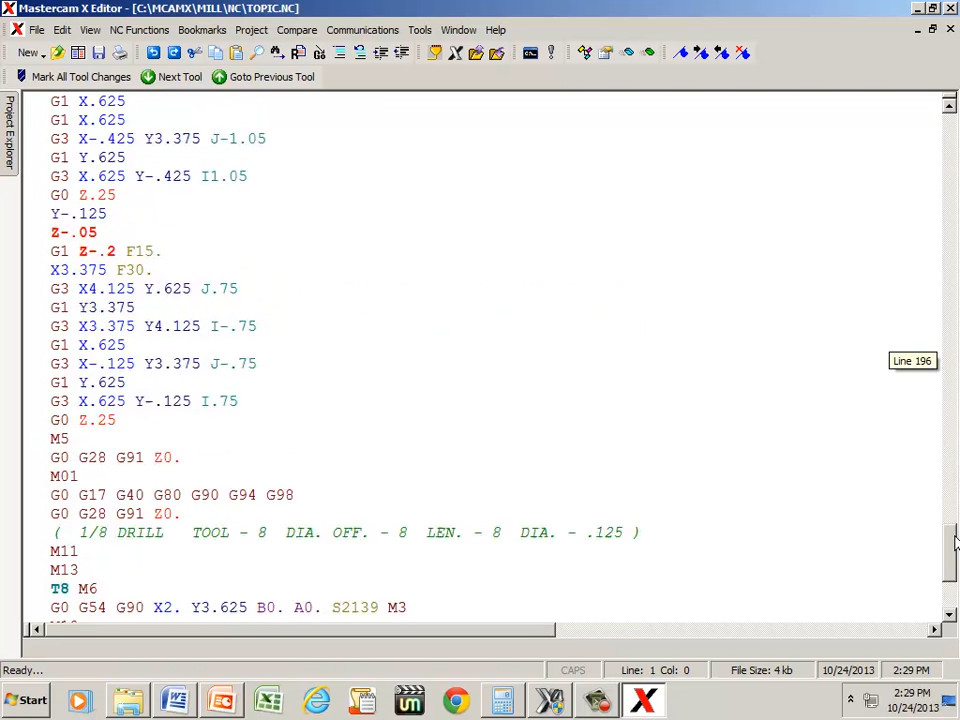 Mastercam X Editor - [C:\MCAMX\MILL\NC\TOPIC.NC]
File Edit View NC Functions Bookmarks Project Compare Communications Tools Window Help
New
Mark All Tool Changes Next Tool Goto Previous Tool
Project Explorer
G1 X.625
G1 X.625
G3 X-.425 Y3.375 J-1.05
G1 Y.625
G3 X.625 Y-.425 I1.05
G0 Z.25
Y-.125
Z-.05
G1 Z-.2 F15.
X3.375 F30.
G3 X4.125 Y.625 J.75
G1 Y3.375
G3 X3.375 Y4.125 I-.75
G1 X.625
Line 196
G3 X-.125 Y3.375 J-.75
G1 Y.625
G3 X.625 Y-.125 I.75
G0 Z.25
M5
G0 G28 G91 Z0.
M01
G0 G17 G40 G80 G90 G94 G98
G0 G28 G91 Z0.
( 1/8 DRILL TOOL - 8 DIA. OFF. - 8 LEN. - 8 DIA. - .125 )
M11
M13
T8 M6
G0 G54 G90 X2. Y3.625 B0. A0. S2139 M3
Ready... CAPS Line: 1 Col: 0 File Size: 4 kb 10/24/2013 2:29 PM
Start 2:29 PM
10/24/2013